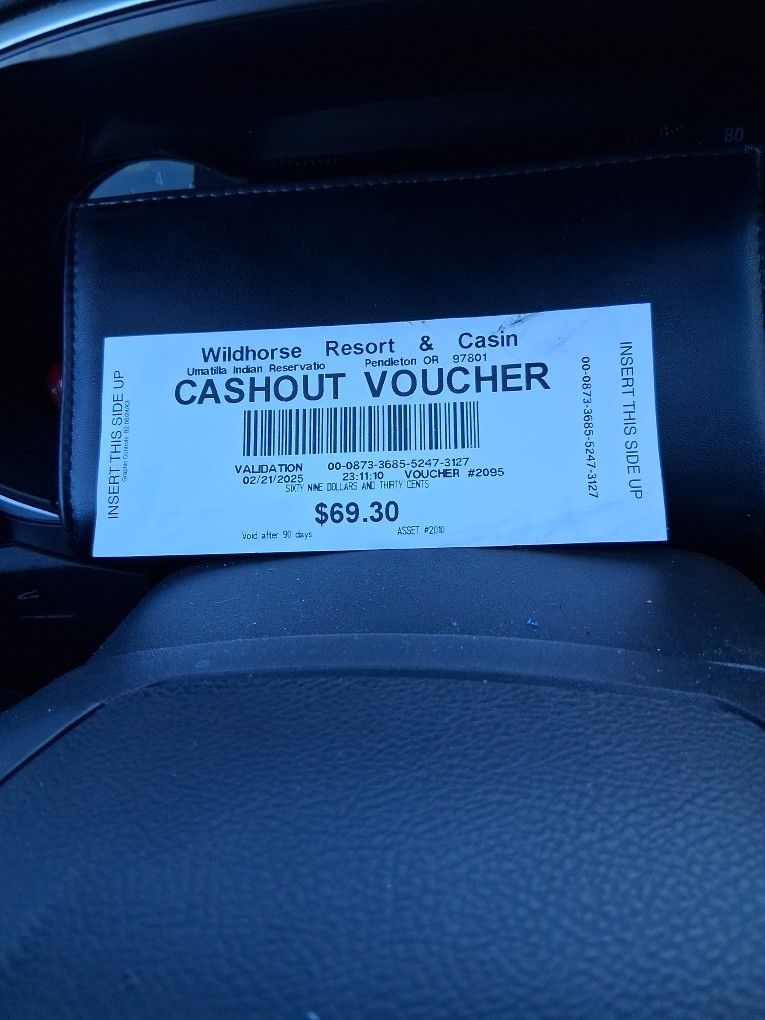 80
4
Wildhorse Resort & Casin
Umatilla Indian Reservatio Pendleton OR 97801
CASHOUT VOUCHER
INSERT THIS SIDE UP
VALIDATION 00-0873-3685-5247-3127
02/21/2025 23:11:10 VOUCHER #2095
SIXTY NINE DOLLARS AND THIRTY CENTS
$69.30
Void after 90 days ASSET #2010
00-0873-3685-5247-3127
INSERT THIS SIDE UP